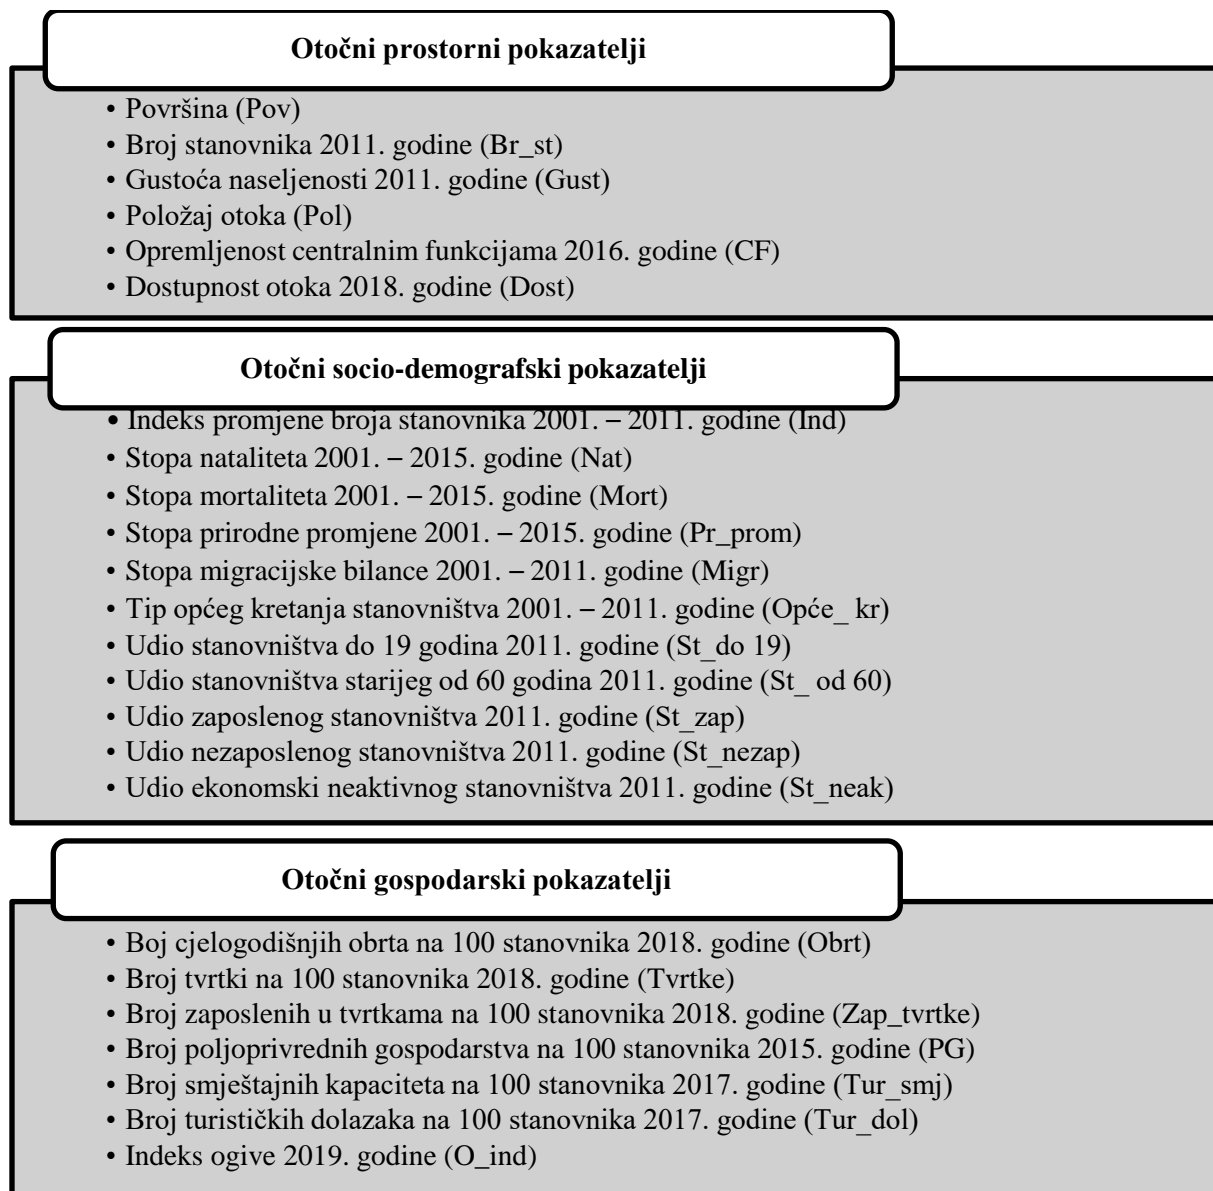 Otočni prostorni pokazatelji
• Površina (Pov)
• Broj stanovnika 2011. godine (Br_st)
• Gustoća naseljenosti 2011. godine (Gust)
• Položaj otoka (Pol)
• Opremljenost centralnim funkcijama 2016. godine (CF)
• Dostupnost otoka 2018. godine (Dost)
Otočni socio-demografski pokazatelji
• Indeks promjene broja stanovnika 2001. – 2011. godine (Ind)
• Stopa nataliteta 2001. – 2015. godine (Nat)
• Stopa mortaliteta 2001. – 2015. godine (Mort)
• Stopa prirodne promjene 2001. – 2015. godine (Pr_prom)
• Stopa migracijske bilance 2001. – 2011. godine (Migr)
• Tip općeg kretanja stanovništva 2001. – 2011. godine (Opće_ kr)
• Udio stanovništva do 19 godina 2011. godine (St_do 19)
• Udio stanovništva starijeg od 60 godina 2011. godine (St_ od 60)
• Udio zaposlenog stanovništva 2011. godine (St_zap)
• Udio nezaposlenog stanovništva 2011. godine (St_nezap)
• Udio ekonomski neaktivnog stanovništva 2011. godine (St_neak)
Otočni gospodarski pokazatelji
• Boj cjelogodišnjih obrta na 100 stanovnika 2018. godine (Obrt)
• Broj tvrtki na 100 stanovnika 2018. godine (Tvrtke)
• Broj zaposlenih u tvrtkama na 100 stanovnika 2018. godine (Zap_tvrtke)
• Broj poljoprivrednih gospodarstva na 100 stanovnika 2015. godine (PG)
• Broj smještajnih kapaciteta na 100 stanovnika 2017. godine (Tur_smj)
• Broj turističkih dolazaka na 100 stanovnika 2017. godine (Tur_dol)
• Indeks ogive 2019. godine (O_ind)